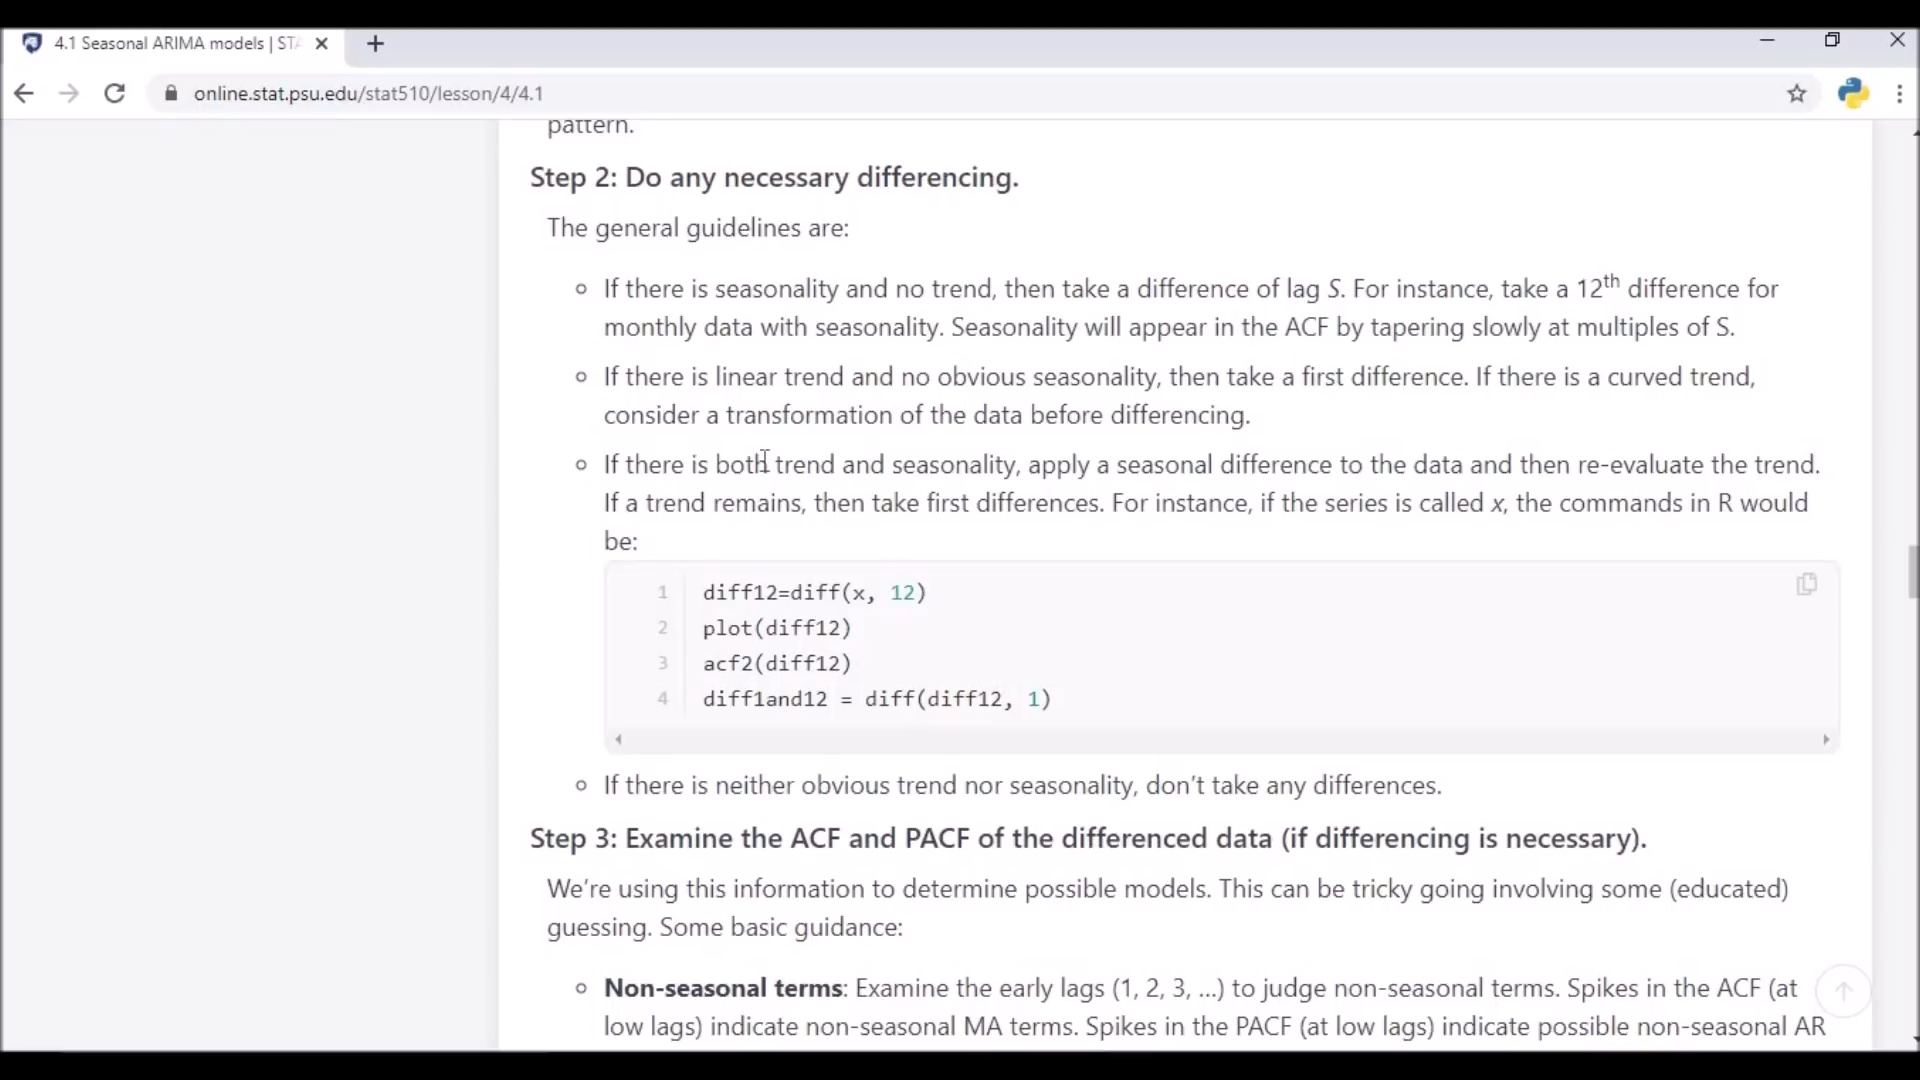 4.1 Seasonal ARIMA models | STA
online.stat.psu.edu/stat510/lesson/4/4.1
pattern.
Step 2: Do any necessary differencing.
The general guidelines are:
If there is seasonality and no trend, then take a difference of lag S. For instance, take a 12th difference for
monthly data with seasonality. Seasonality will appear in the ACF by tapering slowly at multiples of S.
If there is linear trend and no obvious seasonality, then take a first difference. If there is a curved trend,
consider a transformation of the data before differencing.
If there is both trend and seasonality, apply a seasonal difference to the data and then re-evaluate the trend.
If a trend remains, then take first differences. For instance, if the series is called x, the commands in R would
be:
1 diff12=diff(x, 12)
2 plot(diff12)
3 acf2(diff12)
4 diff1and12 = diff(diff12, 1)
If there is neither obvious trend nor seasonality, don’t take any differences.
Step 3: Examine the ACF and PACF of the differenced data (if differencing is necessary).
We’re using this information to determine possible models. This can be tricky going involving some (educated)
guessing. Some basic guidance:
Non-seasonal terms: Examine the early lags (1, 2, 3, …) to judge non-seasonal terms. Spikes in the ACF (at
low lags) indicate non-seasonal MA terms. Spikes in the PACF (at low lags) indicate possible non-seasonal AR